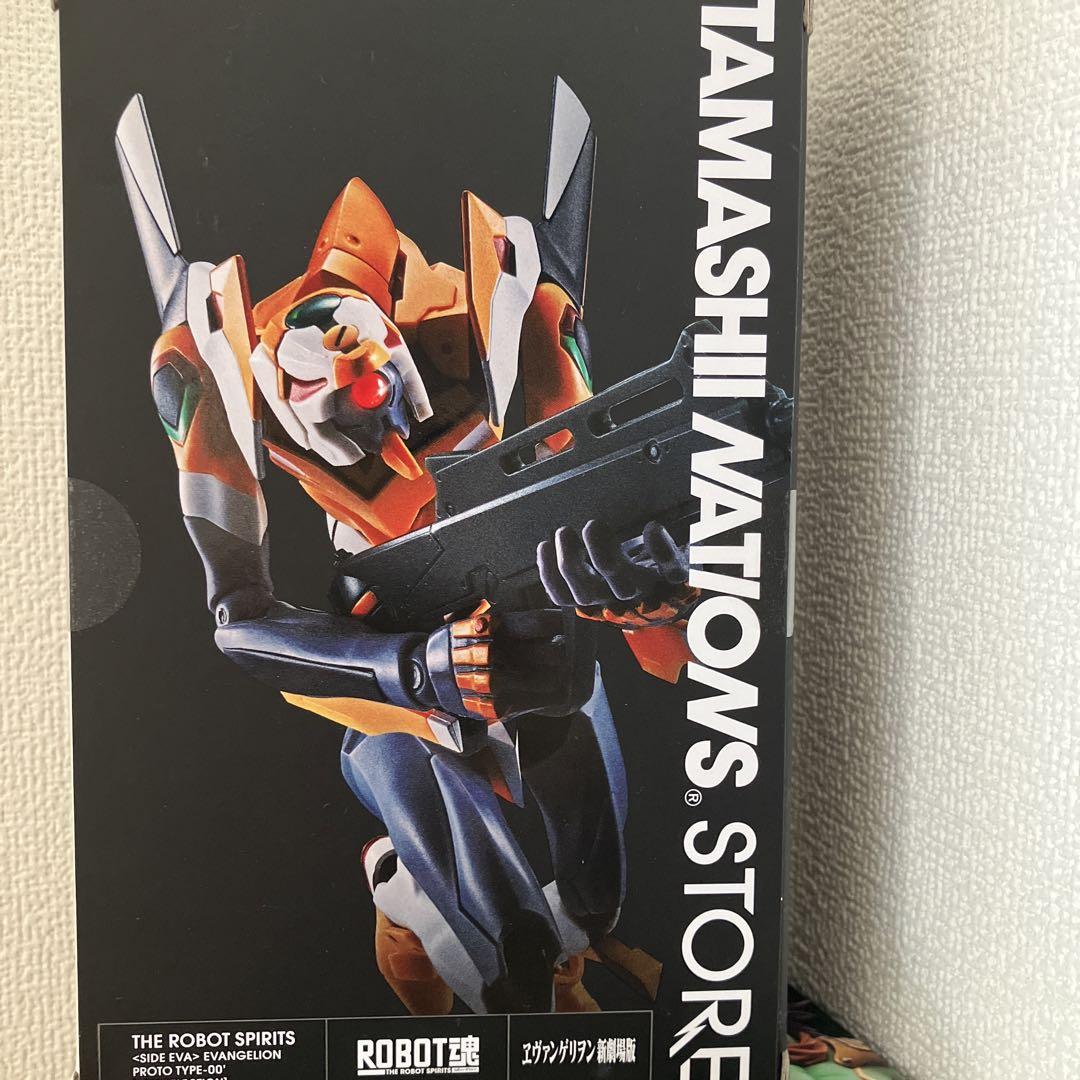 TAMASHII NATIONS® STORE
THE ROBOT SPIRITS
<SIDE EVA> EVANGELION
PROTO TYPE-00'
ROBOT魂
THE ROBOT SPIRITS
ヱヴァンゲリヲン新劇場版